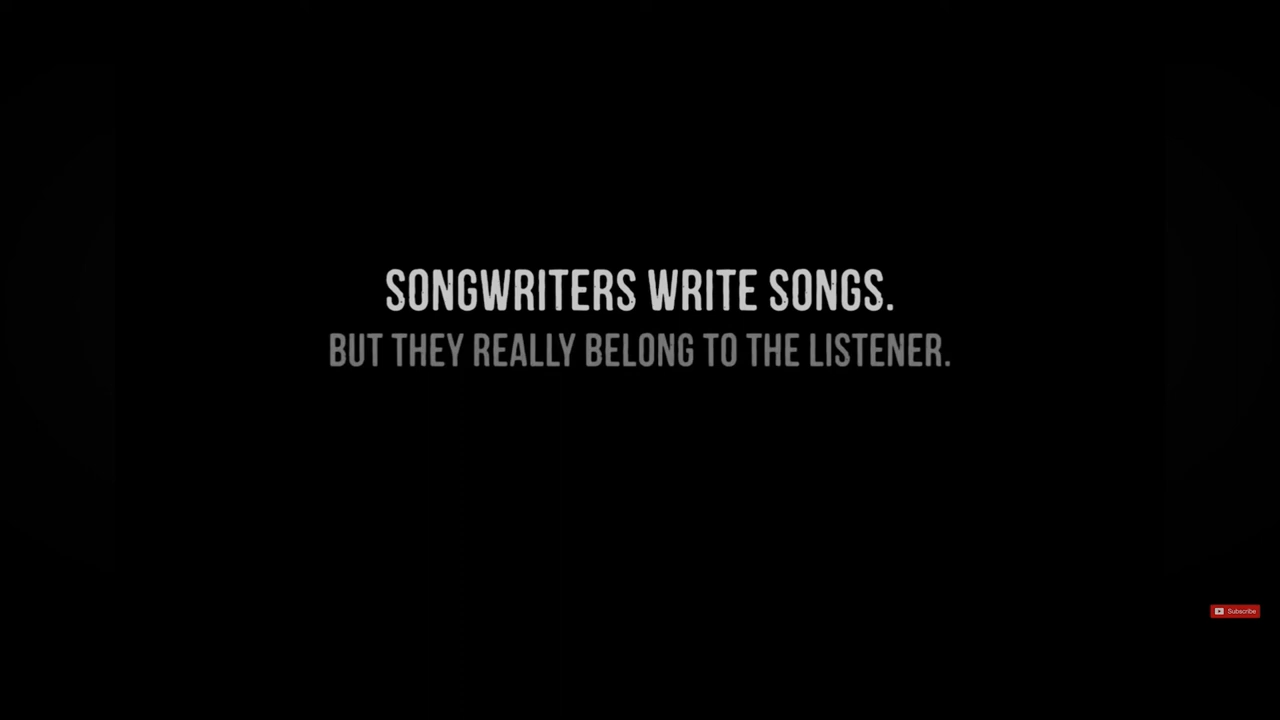 SONGWRITERS WRITE SONGS.
BUT THEY REALLY BELONG TO THE LISTENER.
Subscribe